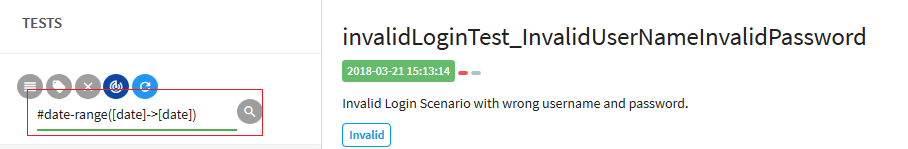 TESTS
#date-range([date]->[date])
invalidLoginTest_InvalidUserNameInvalidPassword
2018-03-21 15:13:14
Invalid Login Scenario with wrong username and password.
Invalid